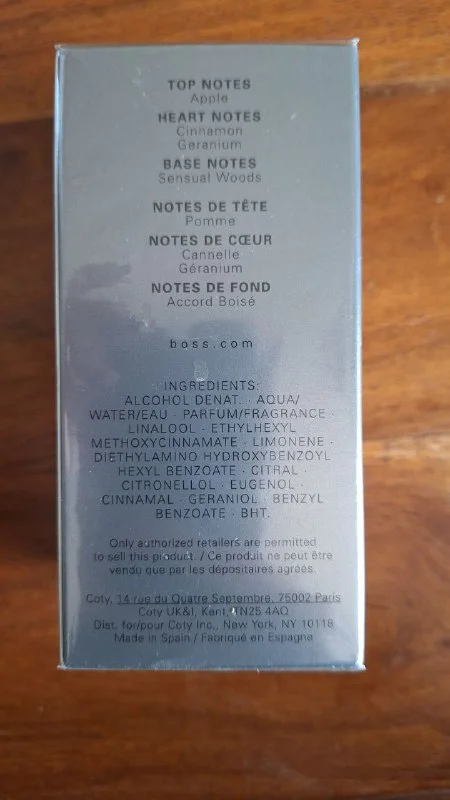 TOP NOTES
Apple
HEART NOTES
Cinnamon
Geranium
BASE NOTES
Sensual Woods
NOTES DE TÊTE
Pomme
NOTES DE CŒUR
Cannelle
Géranium
NOTES DE FOND
Accord Boisé
boss.com
INGREDIENTS:
ALCOHOL DENAT. · AQUA/
WATER/EAU · PARFUM/FRAGRANCE ·
LINALOOL · ETHYLHEXYL
METHOXYCINNAMATE · LIMONENE ·
DIETHYLAMINO HYDROXYBENZOYL
HEXYL BENZOATE · CITRAL ·
CITRONELLOL · EUGENOL ·
CINNAMAL · GERANIOL · BENZYL
BENZOATE · BHT.
Only authorized retailers are permitted
to sell this product. / Ce produit ne peut être
vendu que par les dépositaires agréés.
Coty, 14 rue du Quatre Septembre, 75002 Paris
Coty UK&I, Kent, TN25 4AQ
Dist. for/pour Coty Inc., New York, NY 10118
Made in Spain / Fabriqué en Espagne